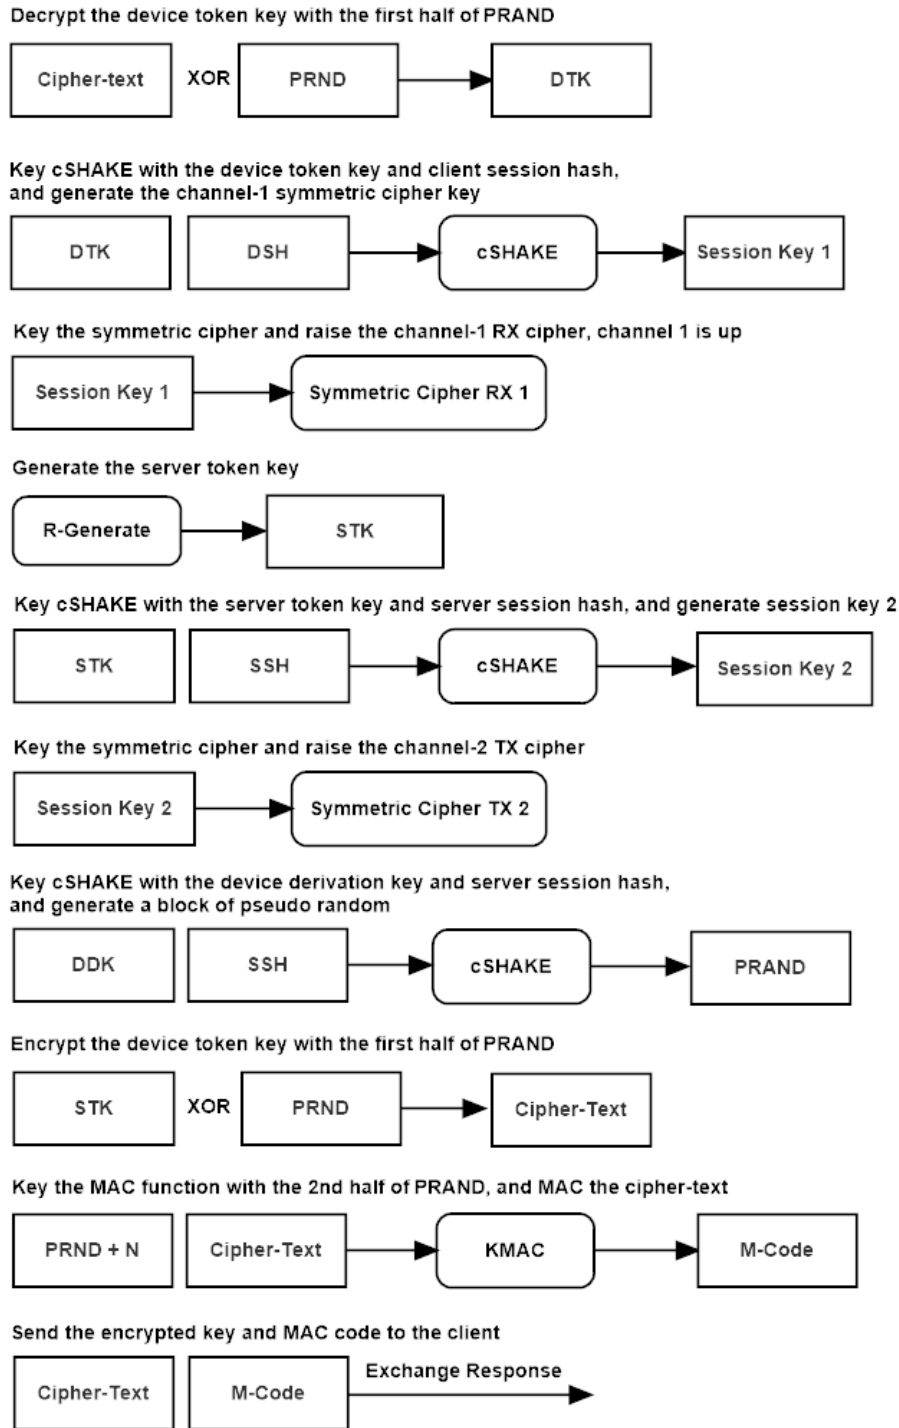 Decrypt the device token key with the first half of PRAND
Cipher-text XOR PRND DTK
Key cSHAKE with the device token key and client session hash,
and generate the channel-1 symmetric cipher key
DTK DSH cSHAKE Session Key 1
Key the symmetric cipher and raise the channel-1 RX cipher, channel 1 is up
Session Key 1 Symmetric Cipher RX 1
Generate the server token key
R-Generate STK
Key cSHAKE with the server token key and server session hash, and generate session key 2
STK SSH cSHAKE Session Key 2
Key the symmetric cipher and raise the channel-2 TX cipher
Session Key 2 Symmetric Cipher TX 2
Key cSHAKE with the device derivation key and server session hash,
and generate a block of pseudo random
DDK SSH cSHAKE PRAND
Encrypt the device token key with the first half of PRAND
STK XOR PRND Cipher-Text
Key the MAC function with the 2nd half of PRAND, and MAC the cipher-text
PRND + N Cipher-Text KMAC M-Code
Send the encrypted key and MAC code to the client
Cipher-Text M-Code Exchange Response